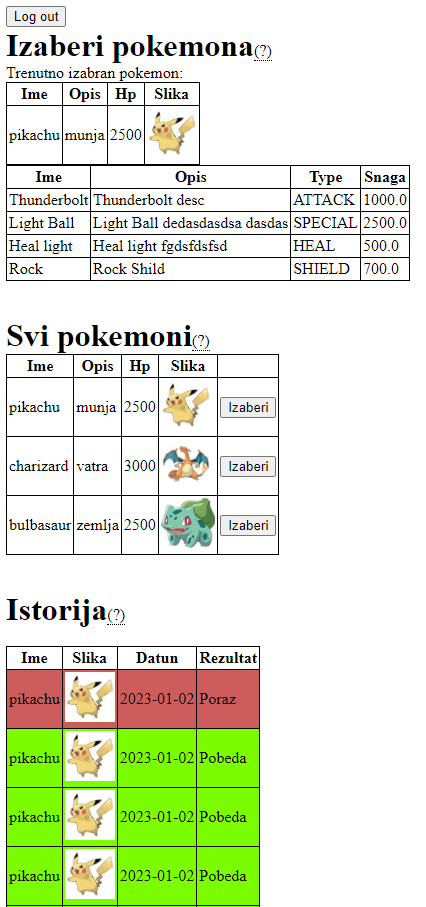 Log out
Izaberi pokemona(?)
Trenutno izabran pokemon:
Ime Opis Hp Slika
pikachu munja 2500
Ime Opis Type Snaga
Thunderbolt Thunderbolt desc ATTACK 1000.0
Light Ball Light Ball dedasdasdsa dasdas SPECIAL 2500.0
Heal light Heal light fgdsfdsfsd HEAL 500.0
Rock Rock Shild SHIELD 700.0
Svi pokemoni(?)
Ime Opis Hp Slika
pikachu munja 2500 Izaberi
charizard vatra 3000 Izaberi
bulbasaur zemlja 2500 Izaberi
Istorija(?)
Ime Slika Datun Rezultat
pikachu 2023-01-02 Poraz
pikachu 2023-01-02 Pobeda
pikachu 2023-01-02 Pobeda
pikachu 2023-01-02 Pobeda